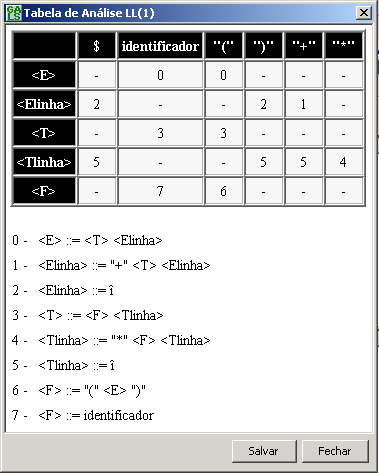 Tabela de Análise LL(1)
$ identificador "(" ")" "+" "*"
<E> - 0 0 - - -
<Elinha> 2 - - 2 1 -
<T> - 3 3 - - -
<Tlinha> 5 - - 5 5 4
<F> - 7 6 - - -
0 - <E> ::= <T> <Elinha>
1 - <Elinha> ::= "+" <T> <Elinha>
2 - <Elinha> ::= î
3 - <T> ::= <F> <Tlinha>
4 - <Tlinha> ::= "*" <F> <Tlinha>
5 - <Tlinha> ::= î
6 - <F> ::= "(" <E> ")"
7 - <F> ::= identificador
Salvar Fechar